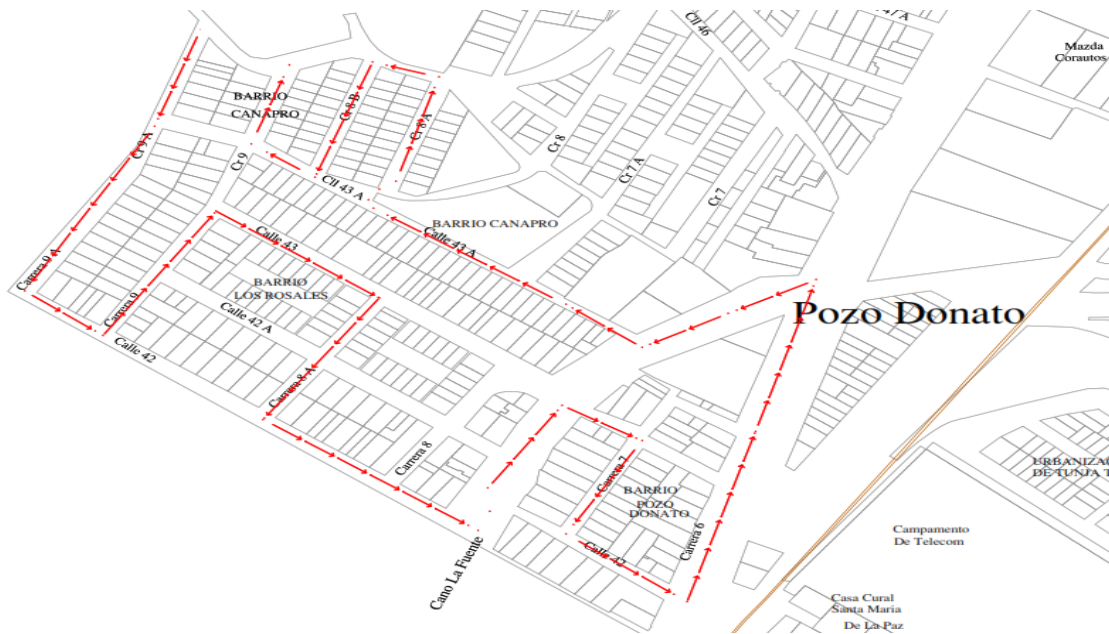 47 A
Cll 46
Mazda
Corautos
BARRIO
CANAPRO
Cr 8 B
Cr 8 A
Cr 9 A
Cr 9
Cr 8
Cr 7 A
Cr 7
Cll 43 A
BARRIO CANAPRO
Calle 43 A
Calle 43
Carrera 9 A
BARRIO
LOS ROSALES
Carrera 9
Calle 42 A
Pozo Donato
Calle 42
Carrera 8 A
Carrera 8
Carrera 7
BARRIO
POZO
DONATO
URBANIZAC
DE TUNJA T
Carrera 6
Campamento
De Telecom
Calle 42
Cano La Fuente
Casa Cural
Santa Maria
De La Paz